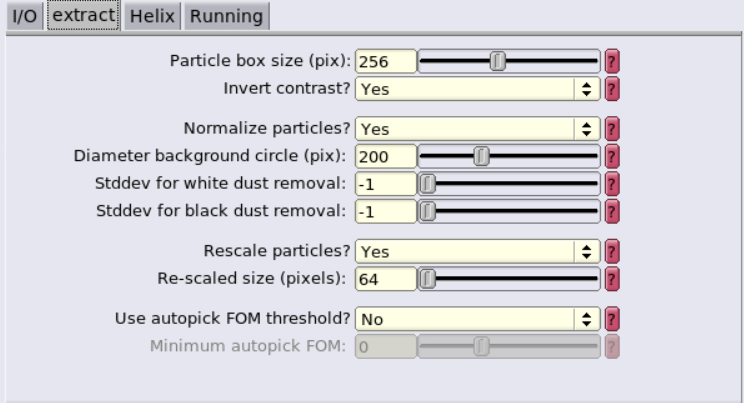 I/O extract Helix Running
Particle box size (pix): 256 ?
Invert contrast? Yes ?
Normalize particles? Yes ?
Diameter background circle (pix): 200 ?
Stddev for white dust removal: -1 ?
Stddev for black dust removal: -1 ?
Rescale particles? Yes ?
Re-scaled size (pixels): 64 ?
Use autopick FOM threshold? No ?
Minimum autopick FOM: 0 ?